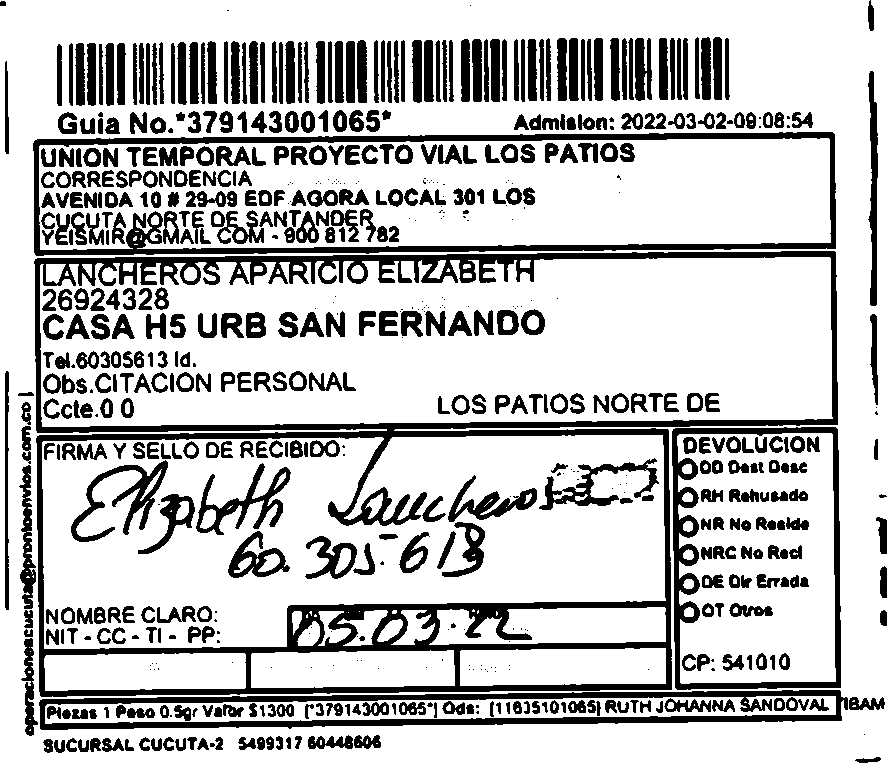 Guia No.*379143001065*
Admision: 2022-03-02-09:08:54
UNION TEMPORAL PROYECTO VIAL LOS PATIOS
CORRESPONDENCIA
AVENIDA 10 # 29-09 EDF AGORA LOCAL 301 LOS
CUCUTA NORTE DE SANTANDER
YEISMIR@GMAIL COM - 900 812 782
LANCHEROS APARICIO ELIZABETH
26924328
CASA H5 URB SAN FERNANDO
Tel.60305613 Id.
Obs.CITACION PERSONAL
Ccte.0 0
LOS PATIOS NORTE DE
operacionescucuta@prontoenvios.com.co
FIRMA Y SELLO DE RECIBIDO:
Elizabeth Lancheros
60.305.613
NOMBRE CLARO:
NIT - CC - TI - PP:
05.03.22
DEVOLUCION
DD Dest Desc
RH Rehusado
NR No Reside
NRC No Recl
DE Dir Errada
OT Otros
CP: 541010
Piezas 1 Peso 0.5gr Valor $1300 [*379143001065*] Ods: [11635101065] RUTH JOHANNA SANDOVAL
SUCURSAL CUCUTA-2 5499317 60448606